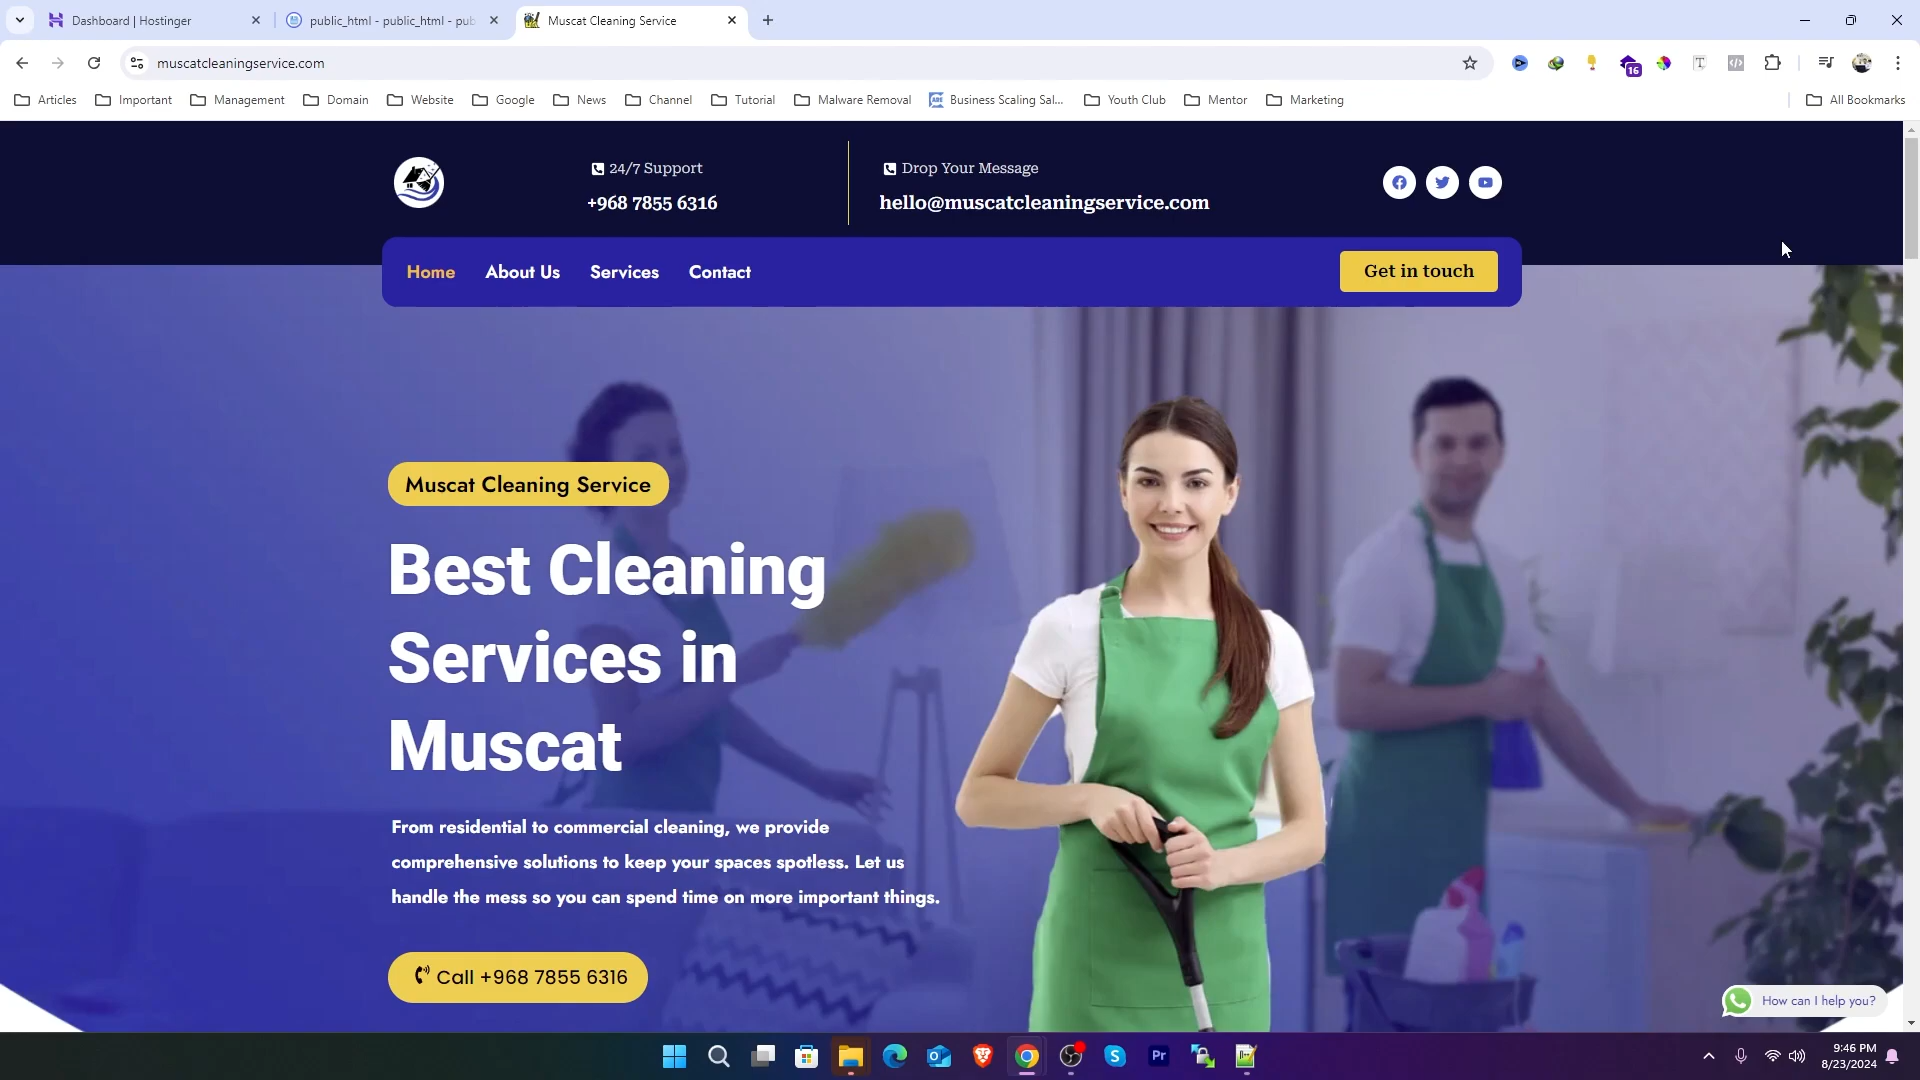 Dashboard | Hostinger
public_html - public_html - pub
Muscat Cleaning Service
muscatcleaningservice.com
16
Articles
Important
Management
Domain
Website
Google
News
Channel
Tutorial
Malware Removal
Business Scaling Sal...
Youth Club
Mentor
Marketing
All Bookmarks
24/7 Support
+968 7855 6316
Drop Your Message
hello@muscatcleaningservice.com
Home
About Us
Services
Contact
Get in touch
Muscat Cleaning Service
Best Cleaning
Services in
Muscat
From residential to commercial cleaning, we provide
comprehensive solutions to keep your spaces spotless. Let us
handle the mess so you can spend time on more important things.
Call +968 7855 6316
How can I help you?
9:46 PM
8/23/2024